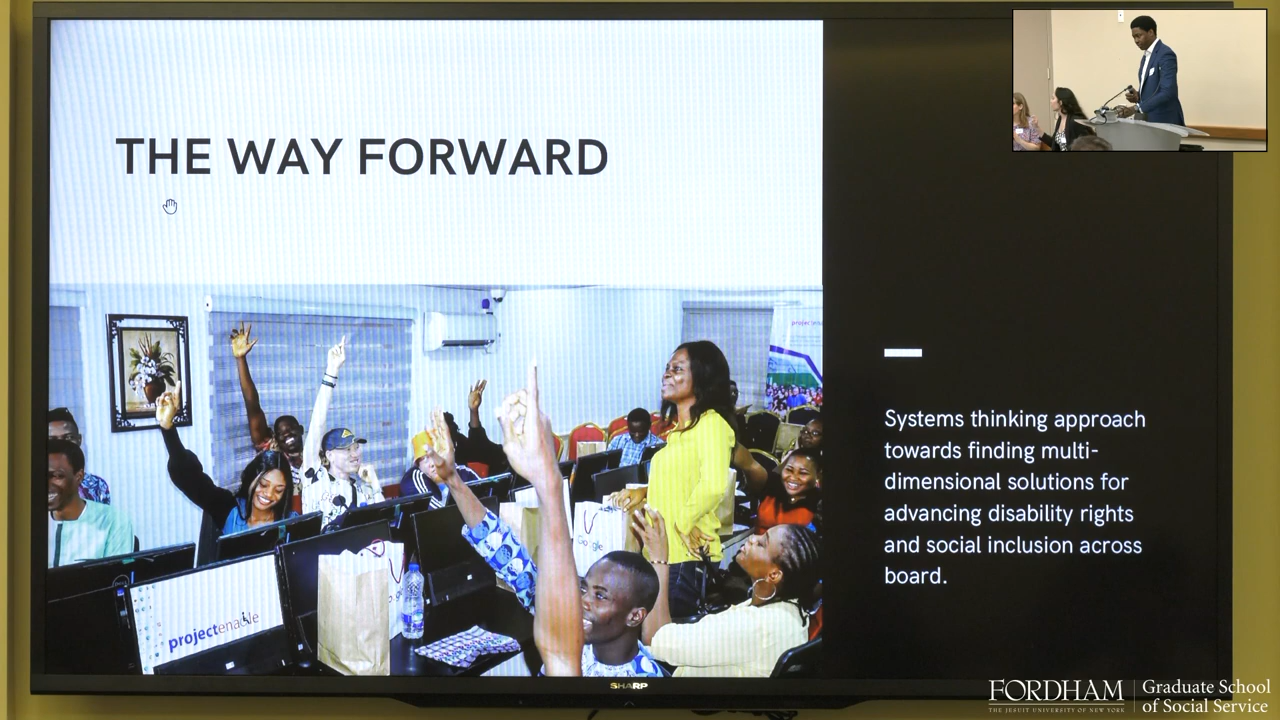 THE WAY FORWARD
Systems thinking approach
towards finding multi-
dimensional solutions for
advancing disability rights
and social inclusion across
board.
Google
projectenable
SHARP
FORDHAM
THE JESUIT UNIVERSITY OF NEW YORK
Graduate School
of Social Service